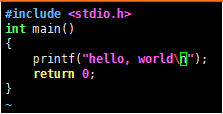 #include <stdio.h>
int main()
{
    printf("hello, world\n");
    return 0;
}
~